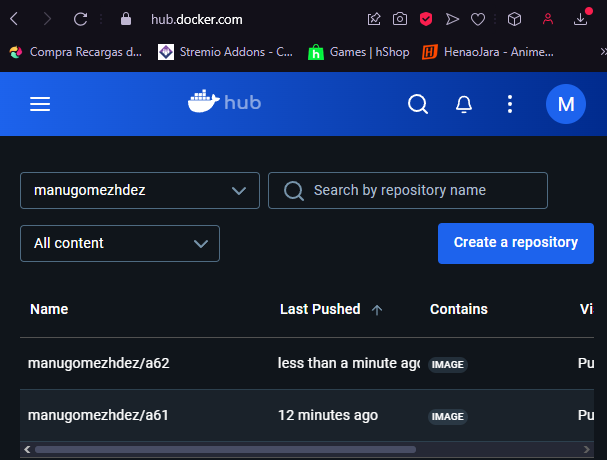 hub.docker.com
Compra Recargas d... Stremio Addons - C... Games | hShop HenaoJara - Anime...
hub M
manugomezhdez Search by repository name
All content Create a repository
Name Last Pushed Contains Vi
manugomezhdez/a62 less than a minute ago IMAGE Pu
manugomezhdez/a61 12 minutes ago IMAGE Pu